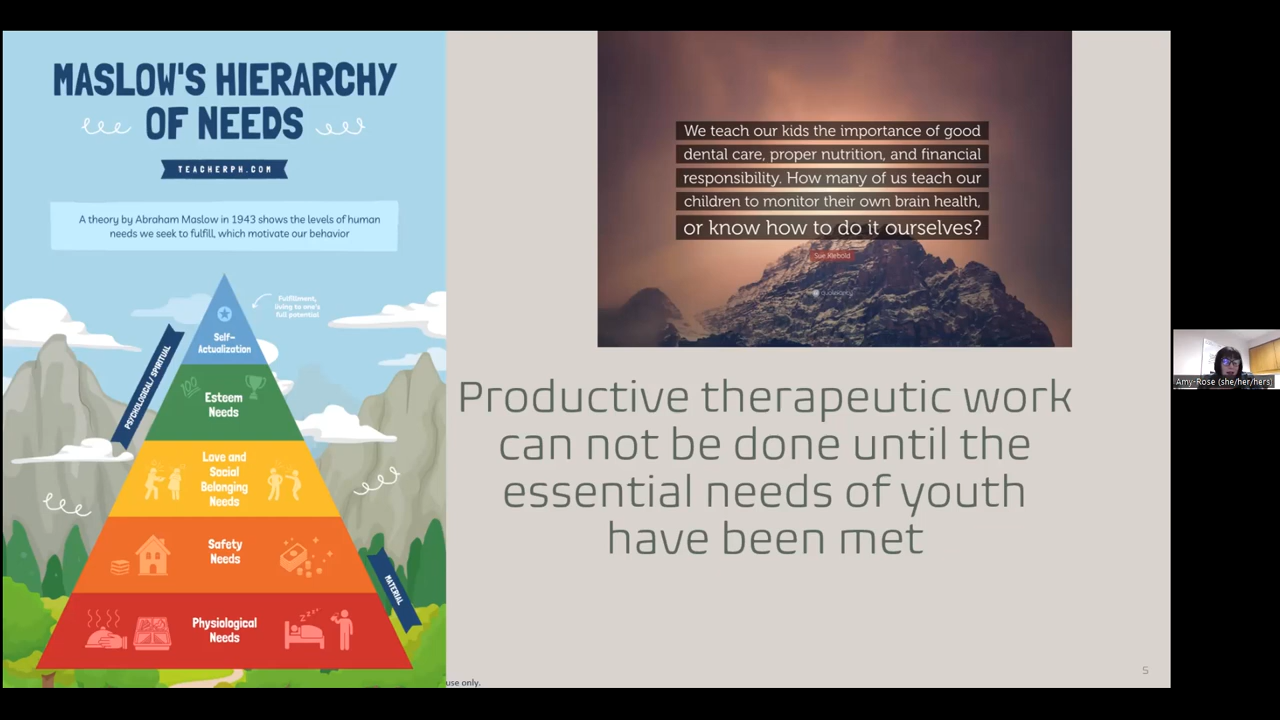 MASLOW'S HIERARCHY
OF NEEDS
TEACHERPH.COM
A theory by Abraham Maslow in 1943 shows the levels of human
needs we seek to fulfill, which motivate our behavior
Fulfillment,
living to one's
full potential
Self-
Actualization
PSYCHOLOGICAL/ SPIRITUAL
Esteem
Needs
Love and
Social
Belonging
Needs
Safety
Needs
MATERIAL
Physiological
Needs
We teach our kids the importance of good
dental care, proper nutrition, and financial
responsibility. How many of us teach our
children to monitor their own brain health,
or know how to do it ourselves?
Sue Klebold
Productive therapeutic work
can not be done until the
essential needs of youth
have been met
use only.
5
Amy-Rose (she/her/hers)